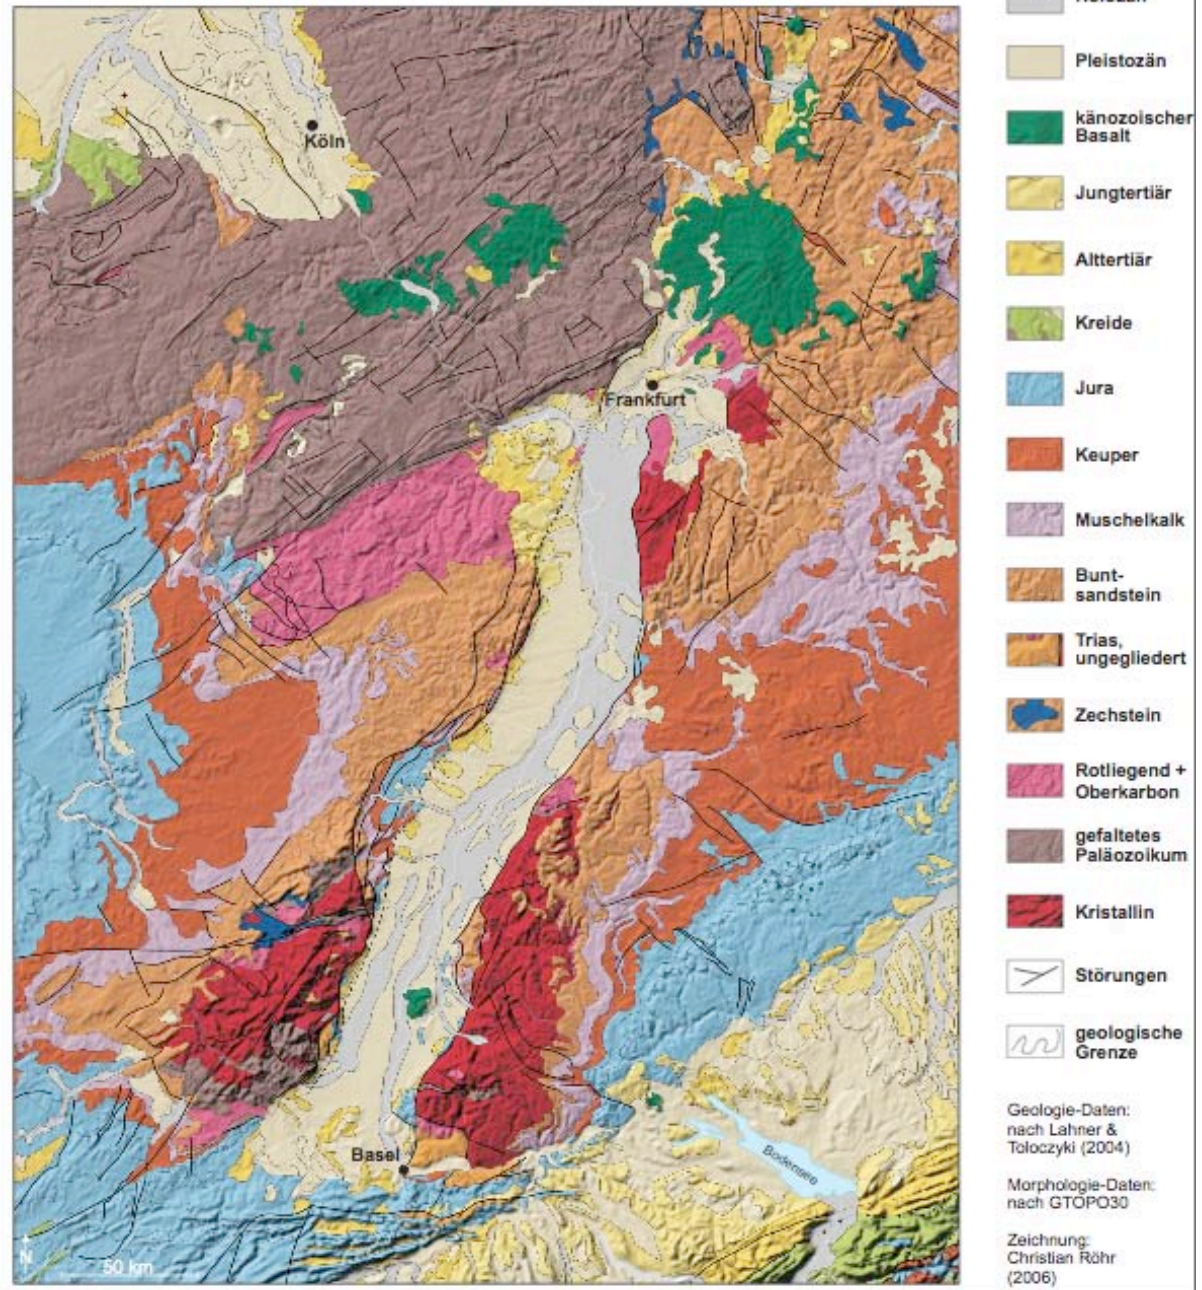 Köln
Frankfurt
Basel
Bodensee
N
50 km
Pleistozän
känozoischer
Basalt
Jungtertiär
Alttertiär
Kreide
Jura
Keuper
Muschelkalk
Bunt-
sandstein
Trias,
ungegliedert
Zechstein
Rotliegend +
Oberkarbon
gefaltetes
Paläozoikum
Kristallin
Störungen
geologische
Grenze
Geologie-Daten:
nach Lahner &
Toloczyki (2004)
Morphologie-Daten:
nach GTOPO30
Zeichnung:
Christian Röhr
(2006)